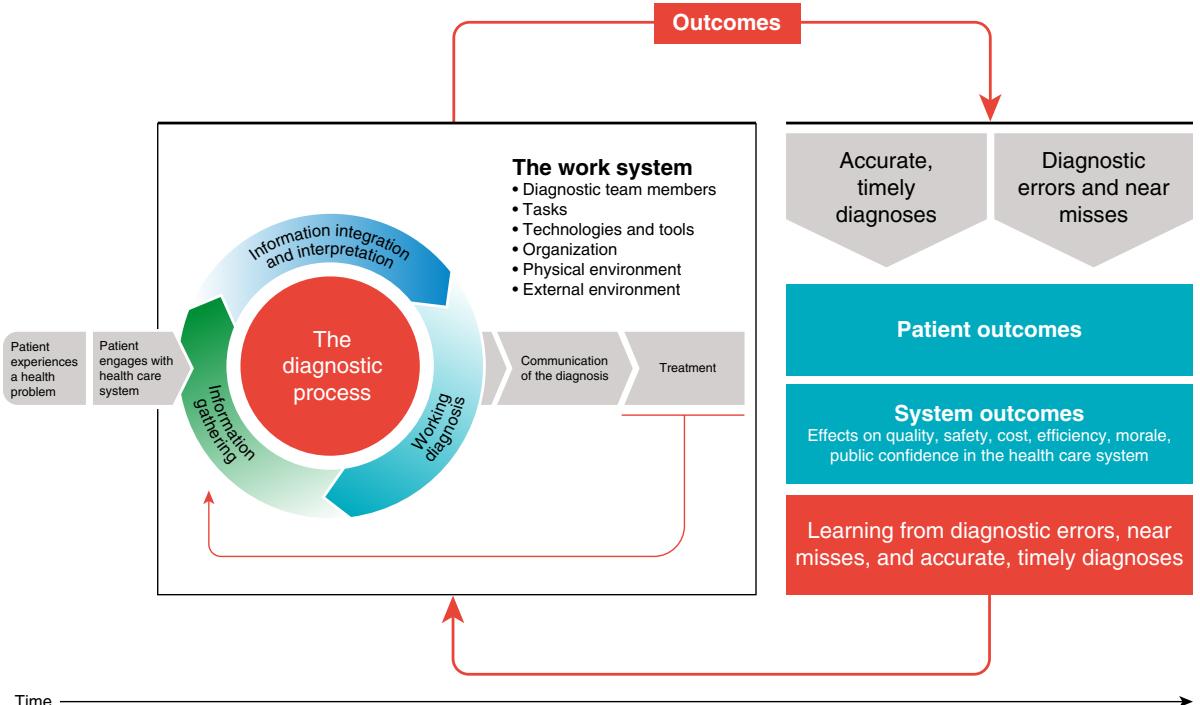 Outcomes
The work system
• Diagnostic team members
• Tasks
• Technologies and tools
• Organization
• Physical environment
• External environment
Patient
experiences
a health
problem
Patient
engages with
health care
system
Information integration
and interpretation
Information
gathering
Working
diagnosis
The
diagnostic
process
Communication
of the diagnosis
Treatment
Accurate,
timely
diagnoses
Diagnostic
errors and near
misses
Patient outcomes
System outcomes
Effects on quality, safety, cost, efficiency, morale,
public confidence in the health care system
Learning from diagnostic errors, near
misses, and accurate, timely diagnoses
Time